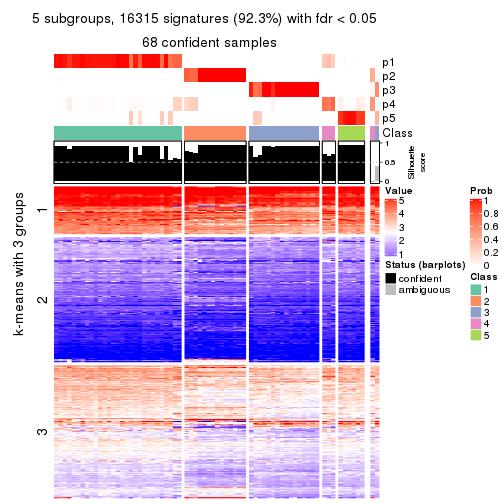 5 subgroups, 16315 signatures (92.3%) with fdr < 0.05
68 confident samples
p1
p2
p3
p4
p5
Class
1
0.5
0
Silhouette
score
k-means with 3 groups
1
2
3
Value
5
4
3
2
1
Status (barplots)
confident
ambiguous
Prob
1
0.8
0.6
0.4
0.2
0
Class
1
2
3
4
5